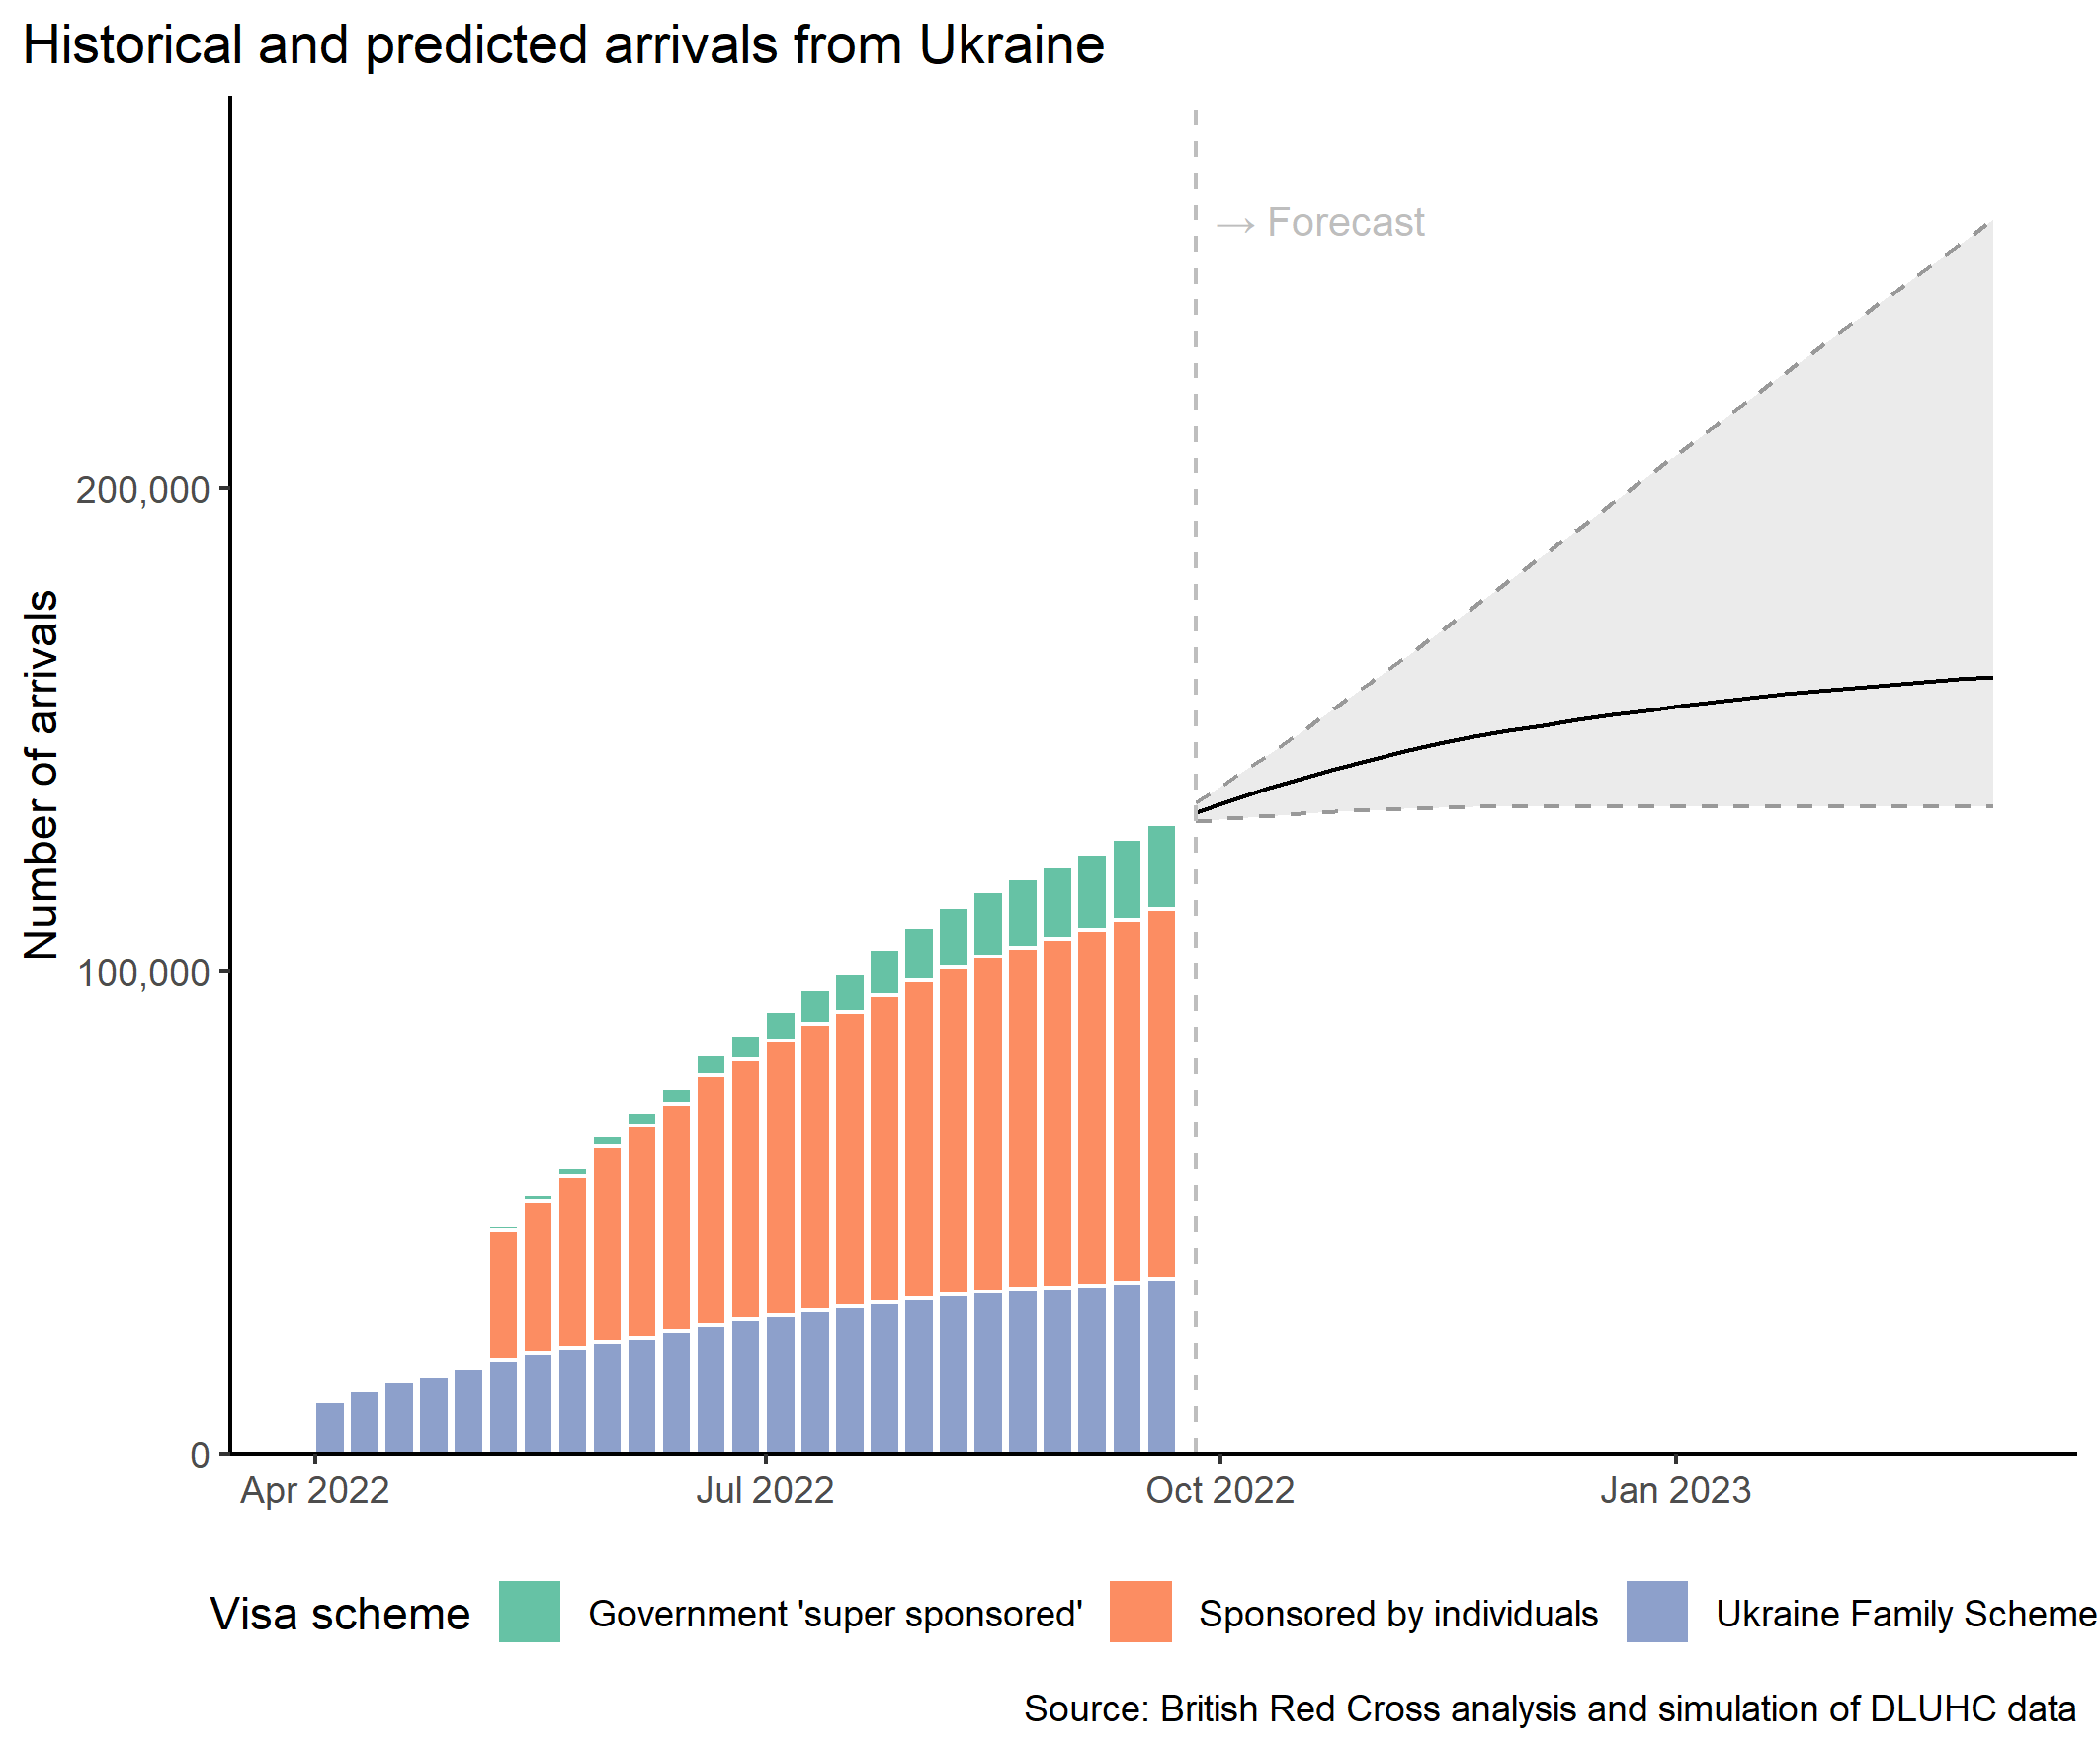 Historical and predicted arrivals from Ukraine
→ Forecast
Number of arrivals
200,000
100,000
0
Apr 2022
Jul 2022
Oct 2022
Jan 2023
Visa scheme
Government 'super sponsored'
Sponsored by individuals
Ukraine Family Scheme
Source: British Red Cross analysis and simulation of DLUHC data